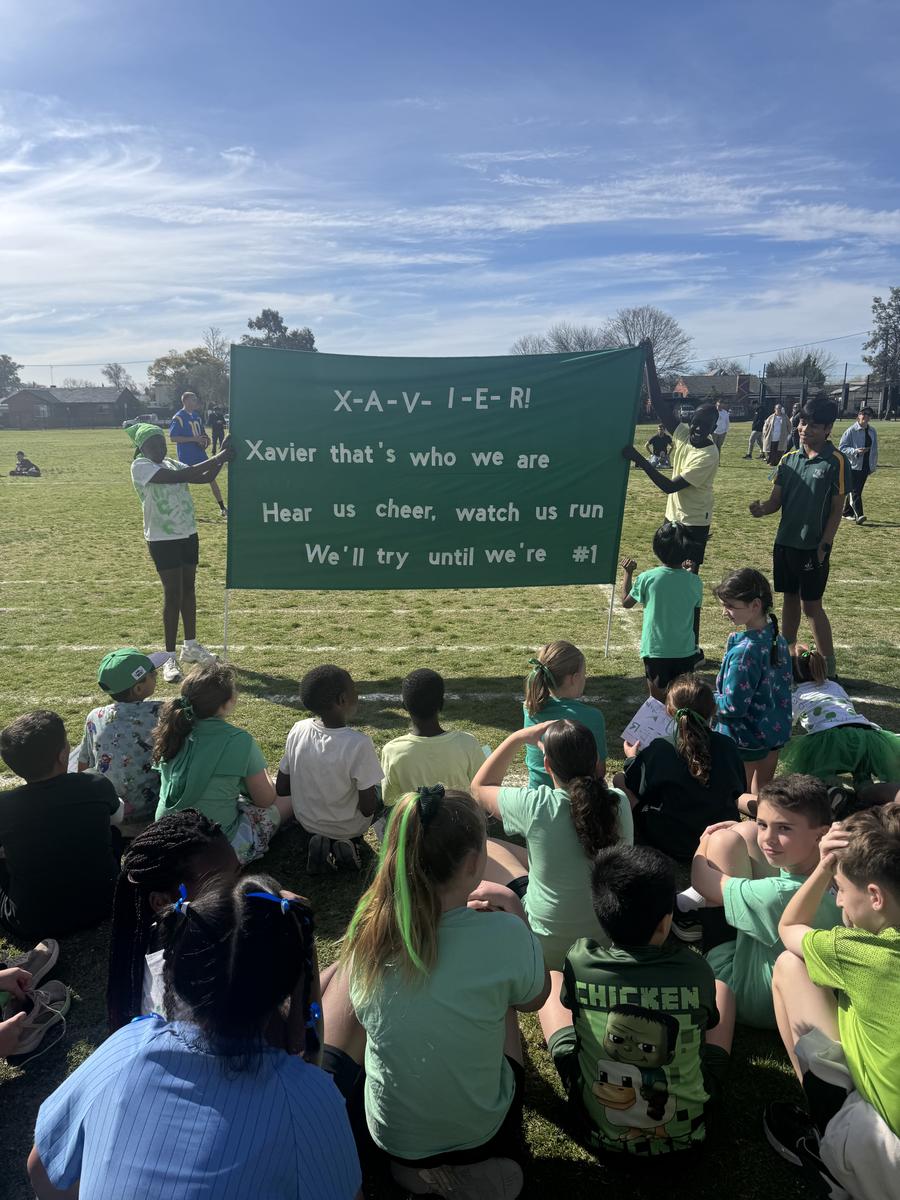 X-A-V- I-E-R!
Xavier that's who we are
Hear us cheer, watch us run
We'll try until we're #1
10
R
CHICKEN